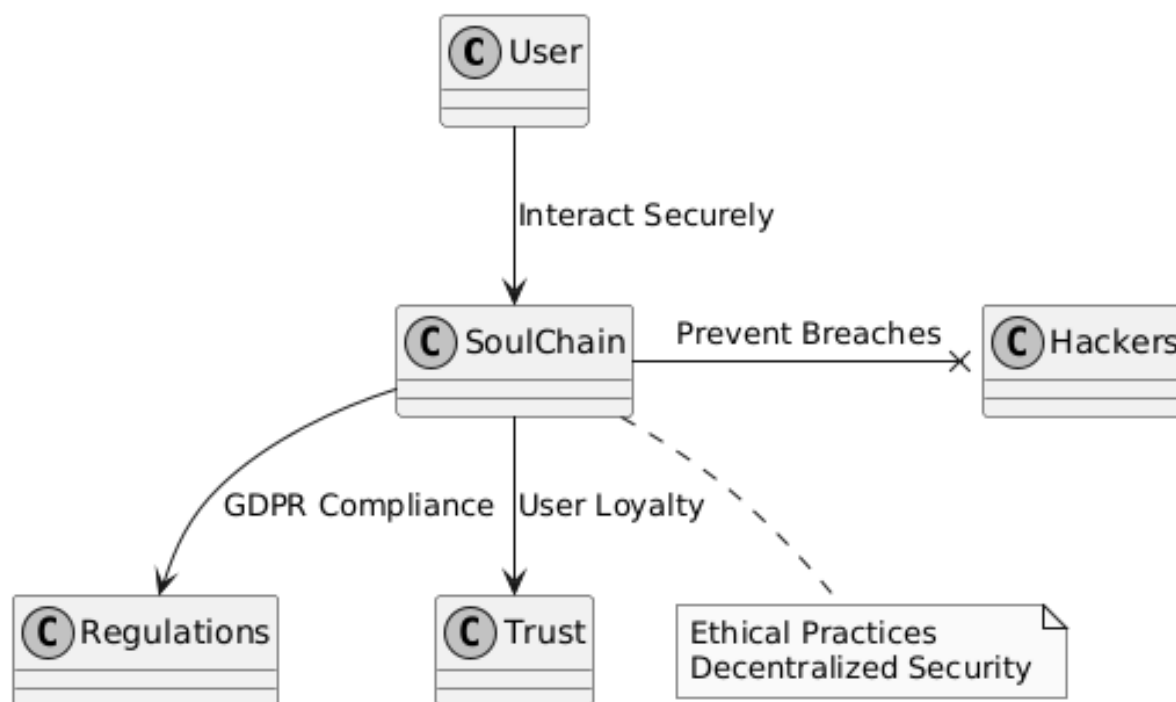 C User
Interact Securely
C SoulChain
Prevent Breaches
C Hackers
GDPR Compliance
User Loyalty
C Regulations
C Trust
Ethical Practices
Decentralized Security